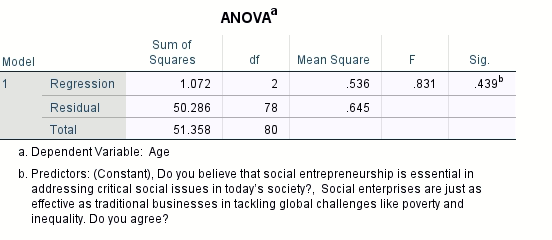 ANOVAa
Model Sum of Squares df Mean Square F Sig.
1 Regression 1.072 2 .536 .831 .439b
Residual 50.286 78 .645
Total 51.358 80
a. Dependent Variable: Age
b. Predictors: (Constant), Do you believe that social entrepreneurship is essential in
addressing critical social issues in today's society?, Social enterprises are just as
effective as traditional businesses in tackling global challenges like poverty and
inequality. Do you agree?